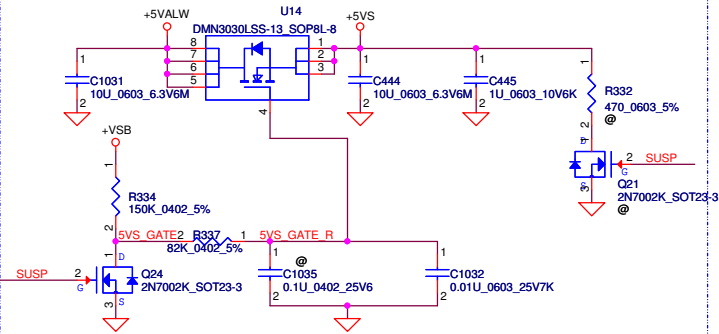 U14
+5VALW
DMN3030LSS-13_SOP8L-8
+5VS
8
7
6
5
1
2
3
4
1
C1031
10U_0603_6.3V6M
2
1
C444
10U_0603_6.3V6M
2
1
C445
1U_0603_10V6K
2
1
R332
470_0603_5%
@
2
+VSB
1
R334
150K_0402_5%
2
1
D
2
SUSP
G
S
3
Q21
2N7002K_SOT23-3
@
5VS_GATE
2
R337
1
82K_0402_5%
5VS_GATE_R
SUSP
2
G
1
D
Q24
2N7002K_SOT23-3
3
S
1
@
C1035
0.1U_0402_25V6
2
1
C1032
0.01U_0603_25V7K
2